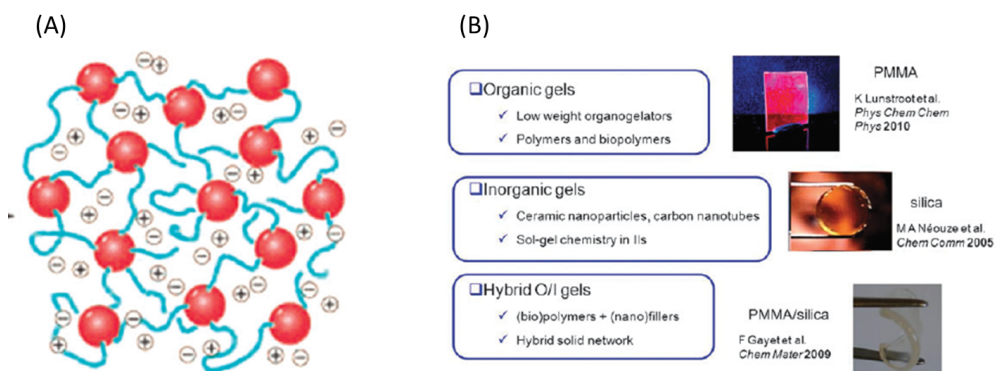 (A)
(B)
❑Organic gels
✓ Low weight organogelators
✓ Polymers and biopolymers
PMMA
K Lunstroot et al.
Phys Chem Chem
Phys 2010
❑Inorganic gels
✓ Ceramic nanoparticles, carbon nanotubes
✓ Sol-gel chemistry in ILs
silica
M A Néouze et al.
Chem Comm 2005
❑Hybrid O/I gels
✓ (bio)polymers + (nano)fillers
✓ Hybrid solid network
PMMA/silica
F Gayet et al.
Chem Mater 2009